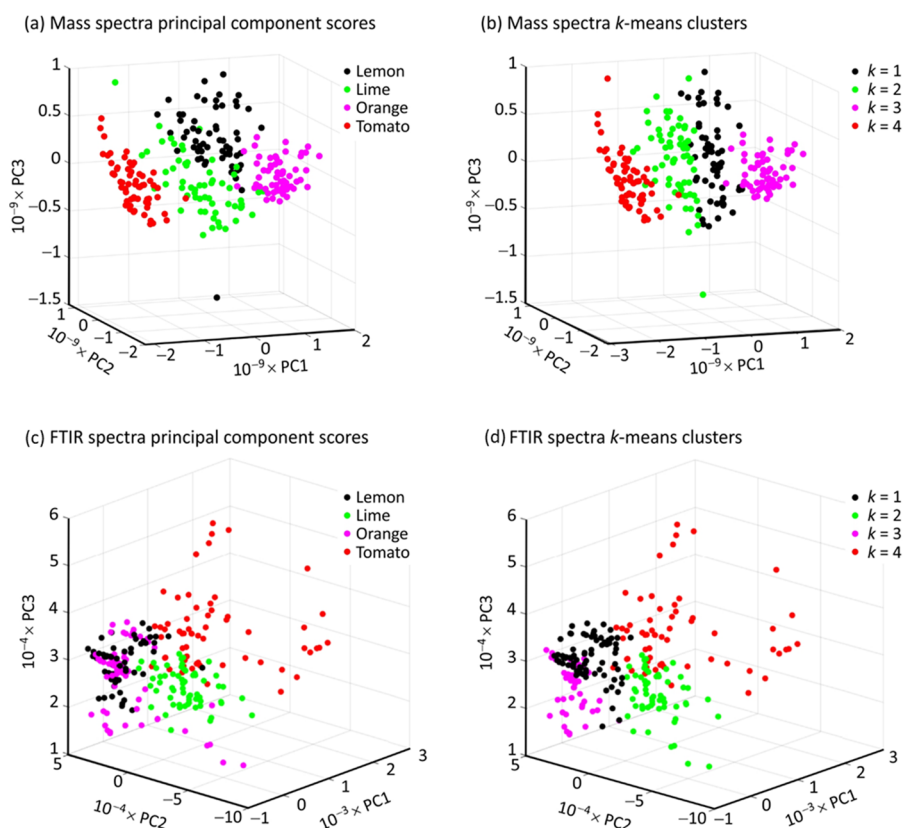 (a) Mass spectra principal component scores
Lemon
Lime
Orange
Tomato
1
0.5
0
−0.5
−1
−1.5
10⁻⁹× PC3
1
0
−1
−2
10⁻⁹× PC2
−2
−1
0
1
2
10⁻⁹× PC1
(b) Mass spectra k-means clusters
k = 1
k = 2
k = 3
k = 4
1
0.5
0
−0.5
−1
−1.5
10⁻⁹× PC3
1
0
−1
−2
10⁻⁹× PC2
−3
−2
−1
0
1
2
10⁻⁹× PC1
(c) FTIR spectra principal component scores
Lemon
Lime
Orange
Tomato
6
5
4
3
2
1
10⁻⁴× PC3
5
0
−5
−10
10⁻⁴× PC2
−1
0
1
2
3
10⁻³× PC1
(d) FTIR spectra k-means clusters
k = 1
k = 2
k = 3
k = 4
6
5
4
3
2
1
10⁻⁴× PC3
5
0
−5
−10
10⁻⁴× PC2
−1
0
1
2
3
10⁻³× PC1